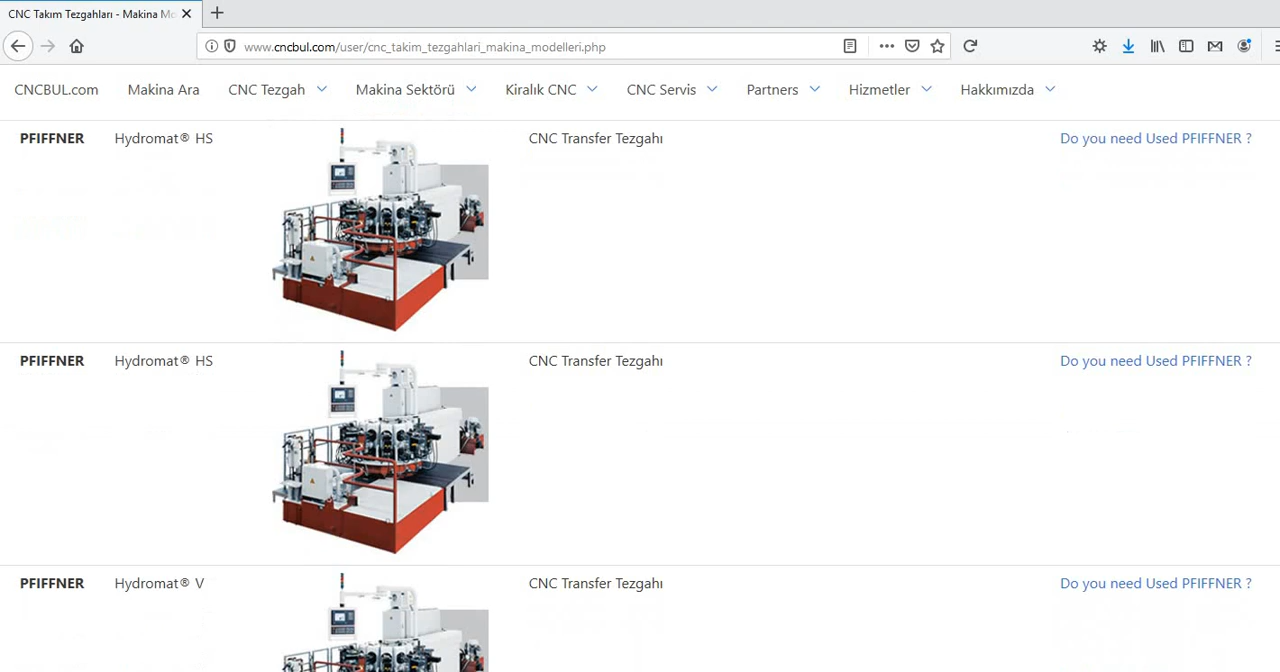 CNC Takım Tezgahları - Makina Mo
www.cncbul.com/user/cnc_takim_tezgahlari_makina_modelleri.php
CNCBUL.com Makina Ara CNC Tezgah Makina Sektörü Kiralık CNC CNC Servis Partners Hizmetler Hakkımızda
PFIFFNER Hydromat® HS CNC Transfer Tezgahı Do you need Used PFIFFNER ?
PFIFFNER Hydromat® HS CNC Transfer Tezgahı Do you need Used PFIFFNER ?
PFIFFNER Hydromat® V CNC Transfer Tezgahı Do you need Used PFIFFNER ?